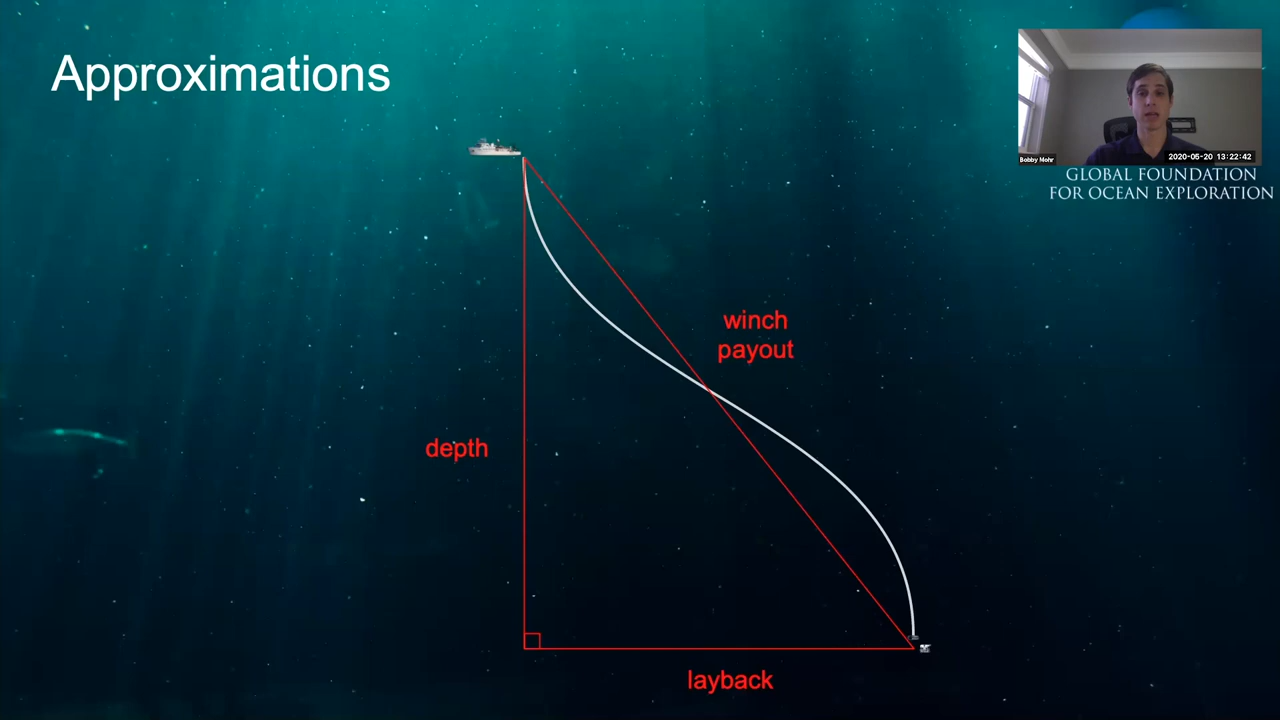 Approximations
Bobby Mohr
2020-05-20 13:22:42
GLOBAL FOUNDATION
FOR OCEAN EXPLORATION
winch
payout
depth
layback